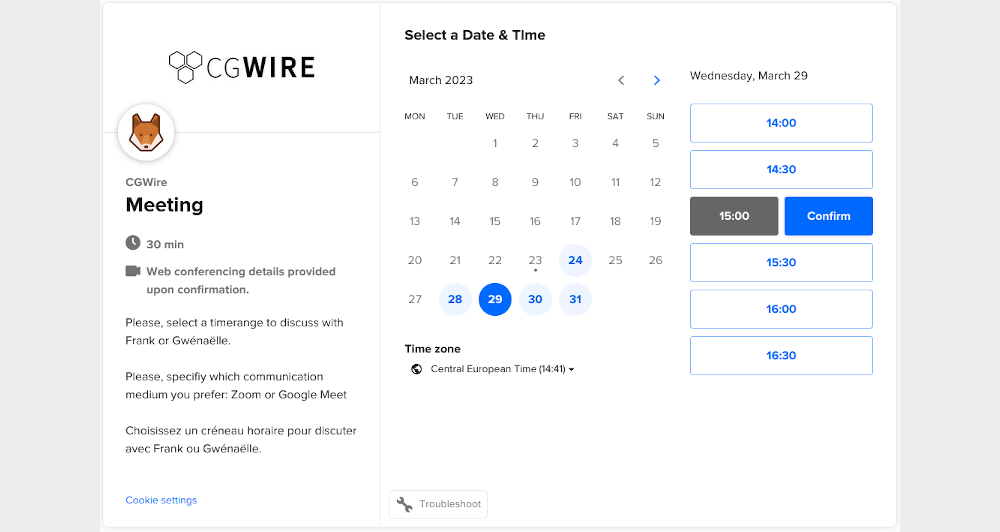 CGWIRE
CGWire
Meeting
30 min
Web conferencing details provided
upon confirmation.
Please, select a timerange to discuss with
Frank or Gwénaëlle.
Please, specifiy which communication
medium you prefer: Zoom or Google Meet
Choisissez un créneau horaire pour discuter
avec Frank ou Gwénaëlle.
Cookie settings
Select a Date & Time
March 2023
MON TUE WED THU FRI SAT SUN
1 2 3 4 5
6 7 8 9 10 11 12
13 14 15 16 17 18 19
20 21 22 23 24 25 26
27 28 29 30 31
Time zone
Central European Time (14:41)
Troubleshoot
Wednesday, March 29
14:00
14:30
15:00 Confirm
15:30
16:00
16:30